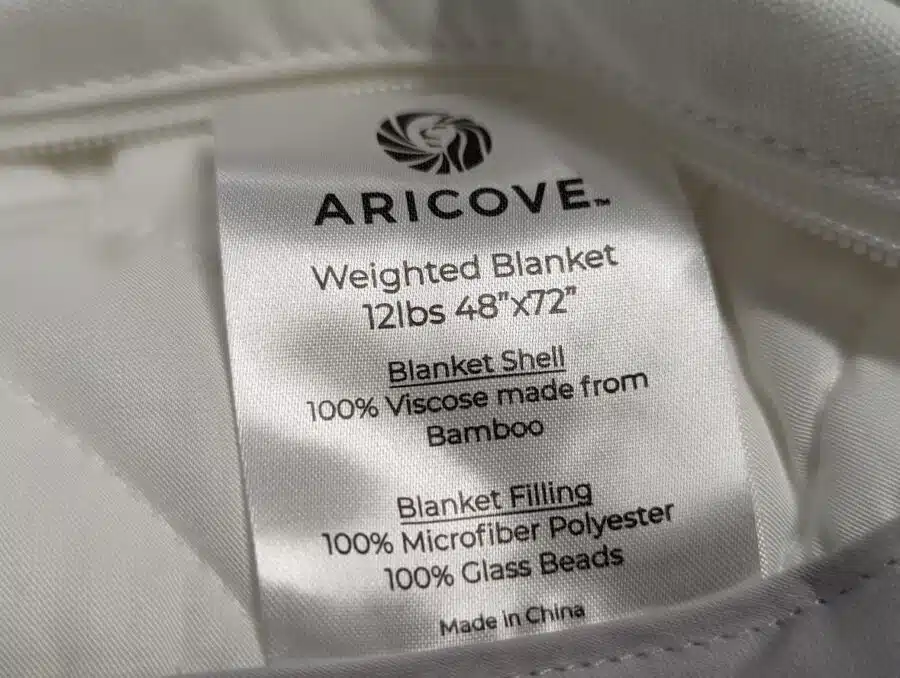 ARICOVE™
Weighted Blanket
12lbs 48"x72"
Blanket Shell
100% Viscose made from
Bamboo
Blanket Filling
100% Microfiber Polyester
100% Glass Beads
Made in China